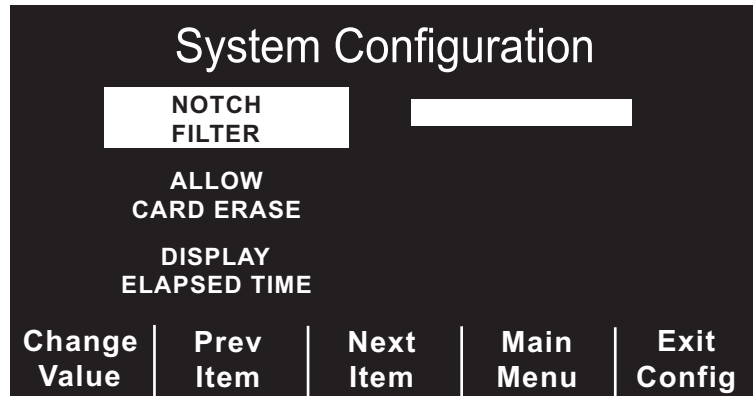 System Configuration
NOTCH
FILTER
ALLOW
CARD ERASE
DISPLAY
ELAPSED TIME
Change Prev Next Main Exit
Value Item Item Menu Config